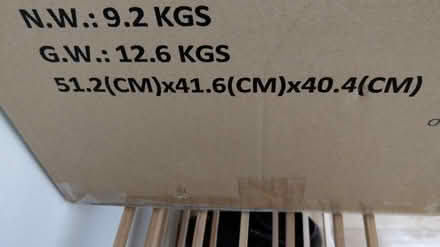 N.W.: 9.2 KGS
G.W.: 12.6 KGS
51.2(CM)x41.6(CM)x40.4(CM)